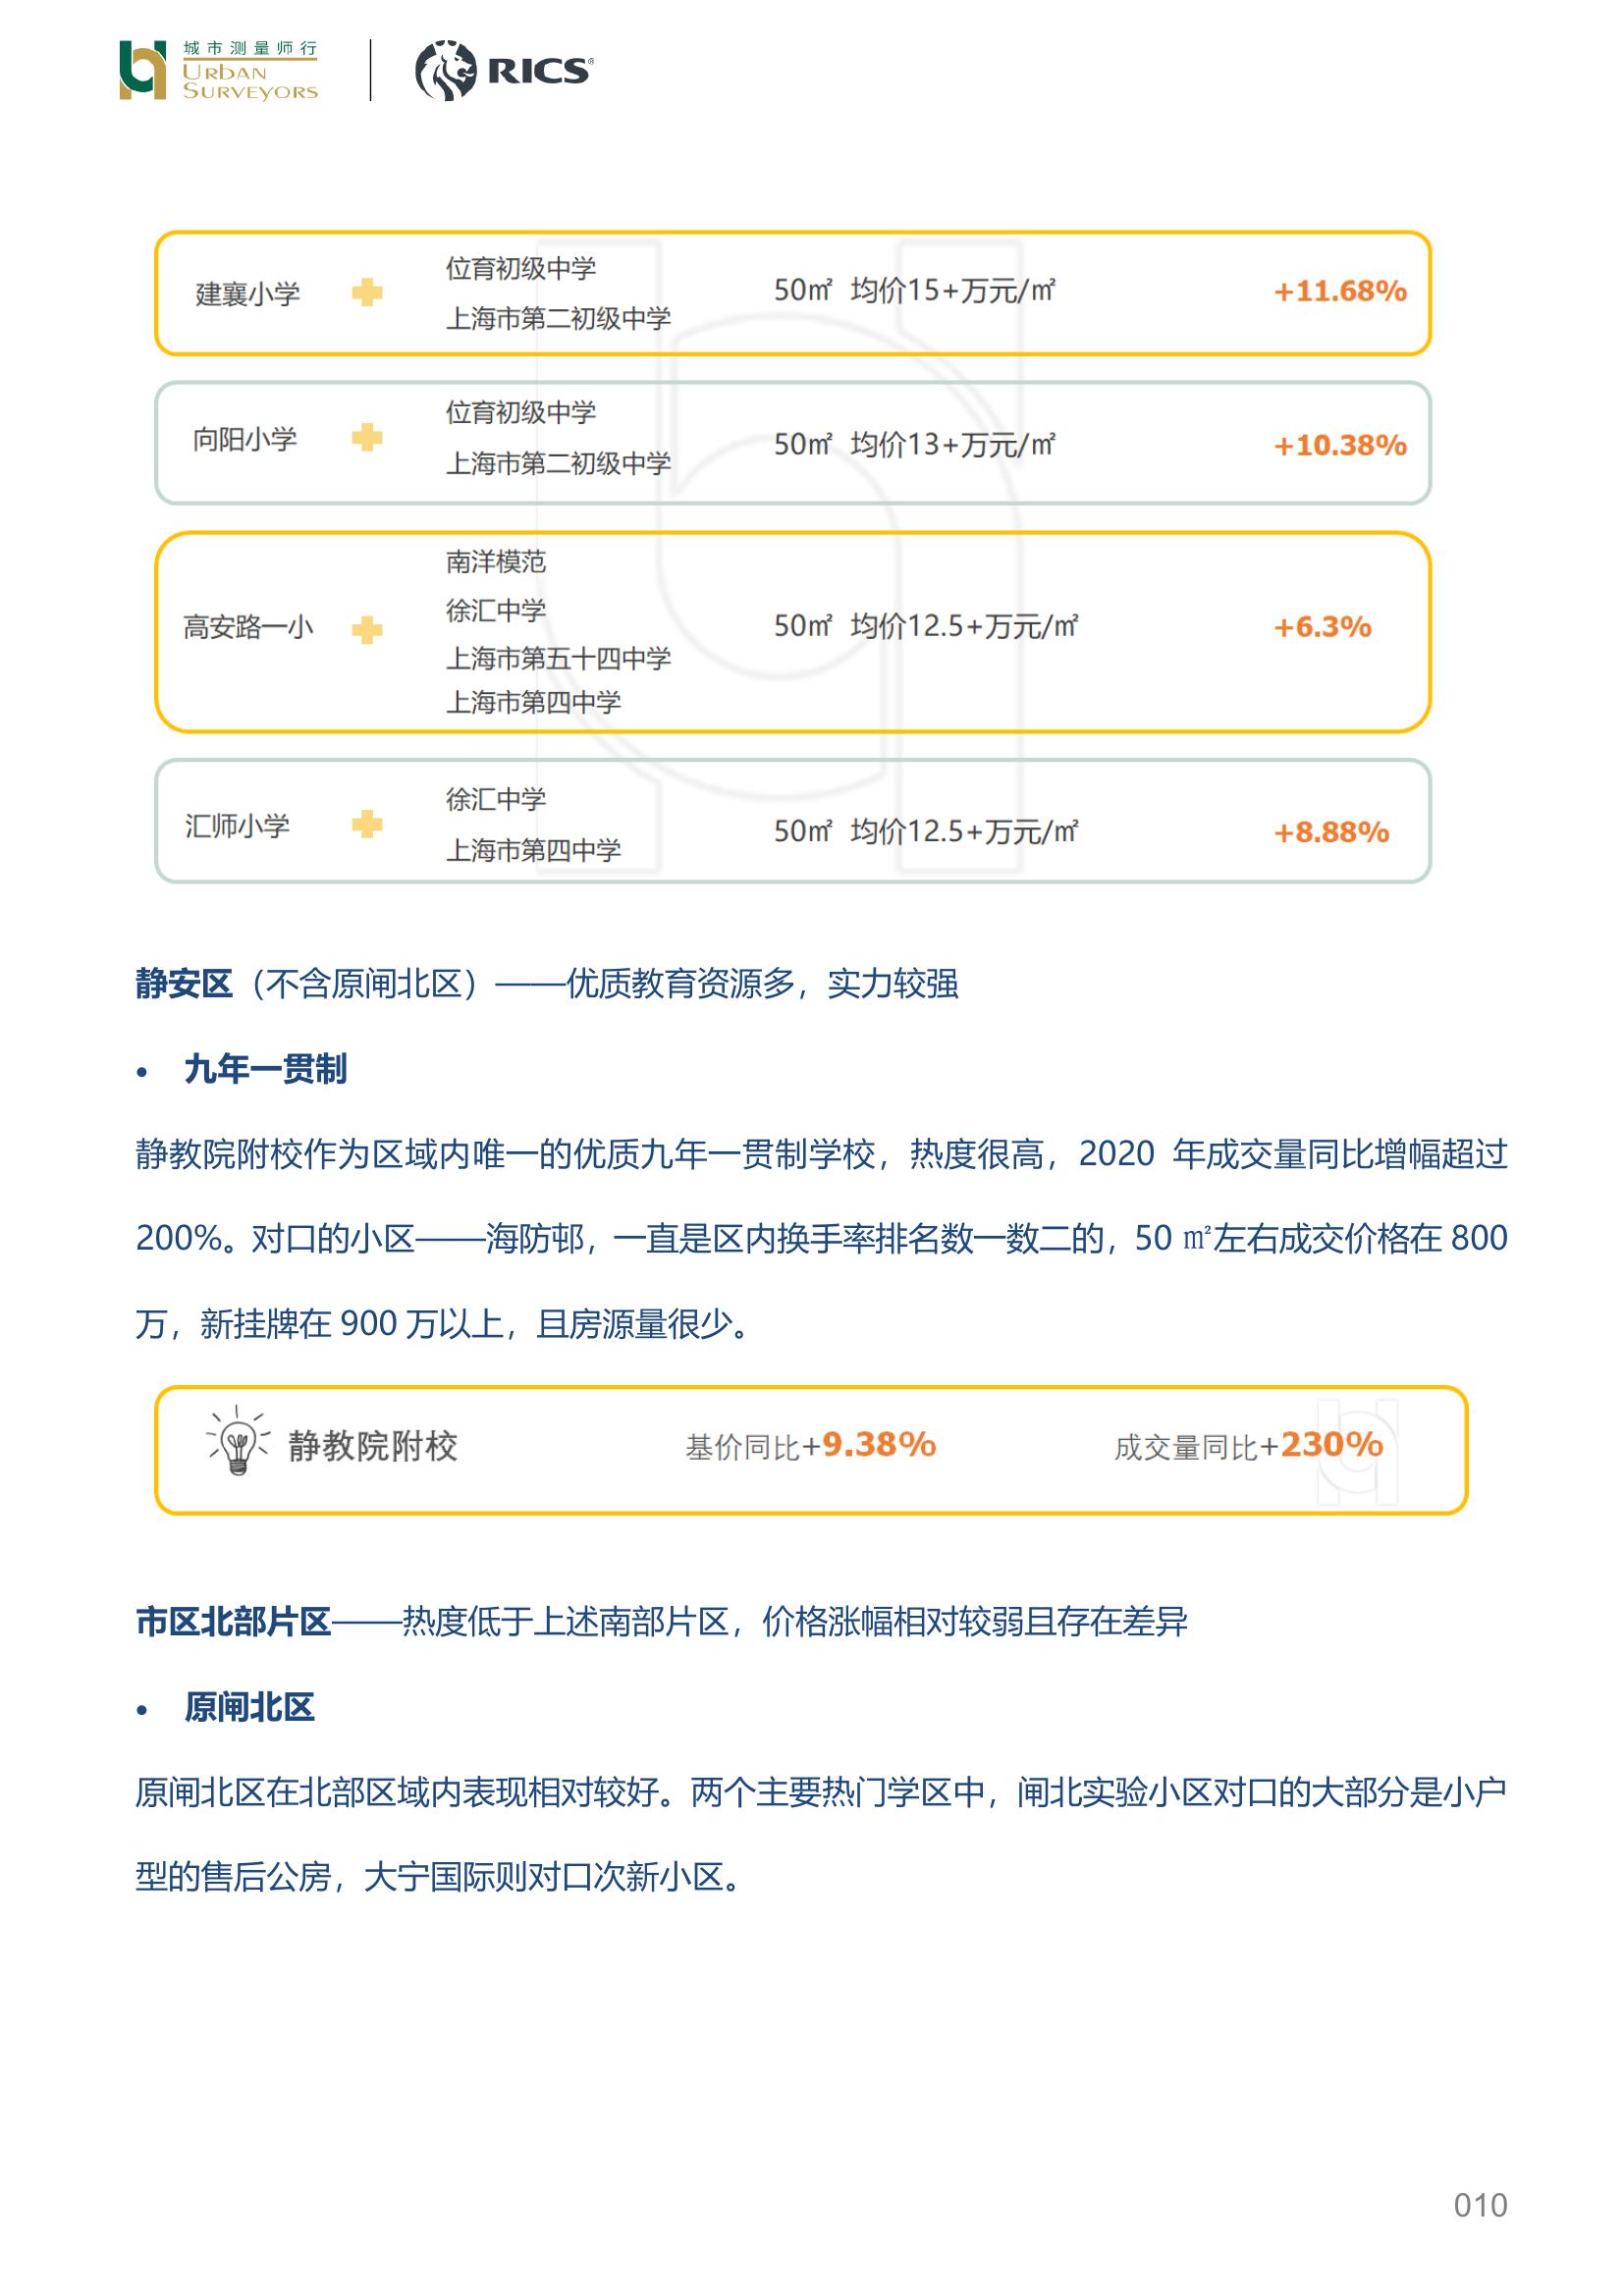 城市测量师行
URBAN
SURVEYORS
RICS®
建襄小学
位育初级中学
上海市第二初级中学
50㎡ 均价15+万元/㎡
+11.68%
向阳小学
位育初级中学
上海市第二初级中学
50㎡ 均价13+万元/㎡
+10.38%
高安路一小
南洋模范
徐汇中学
上海市第五十四中学
上海市第四中学
50㎡ 均价12.5+万元/㎡
+6.3%
汇师小学
徐汇中学
上海市第四中学
50㎡ 均价12.5+万元/㎡
+8.88%
静安区（不含原闸北区）——优质教育资源多，实力较强
• 九年一贯制
静教院附校作为区域内唯一的优质九年一贯制学校，热度很高，2020 年成交量同比增幅超过
200%。对口的小区——海防邨，一直是区内换手率排名数一数二的，50 ㎡左右成交价格在 800
万，新挂牌在 900 万以上，且房源量很少。
静教院附校 基价同比+9.38% 成交量同比+230%
市区北部片区——热度低于上述南部片区，价格涨幅相对较弱且存在差异
• 原闸北区
原闸北区在北部区域内表现相对较好。两个主要热门学区中，闸北实验小区对口的大部分是小户
型的售后公房，大宁国际则对口次新小区。
010